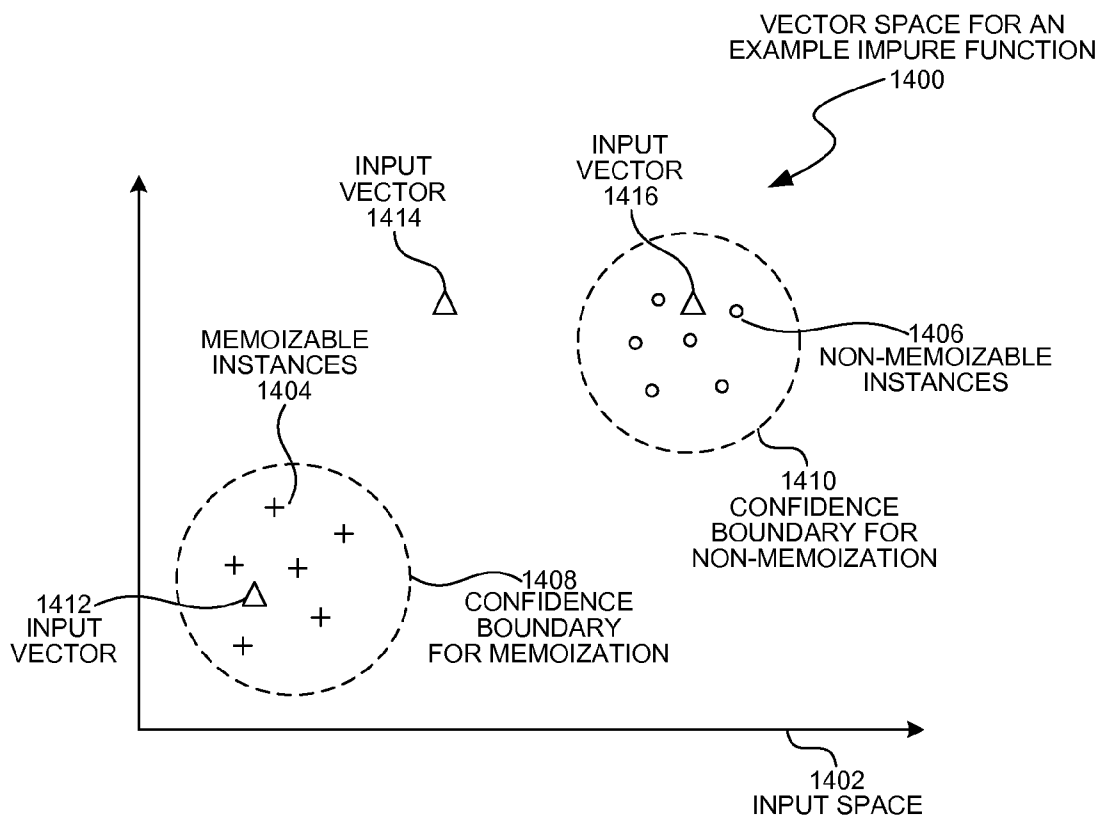 VECTOR SPACE FOR AN
EXAMPLE IMPURE FUNCTION
1400
INPUT
VECTOR
1416
INPUT
VECTOR
1414
MEMOIZABLE
INSTANCES
1404
1406
NON-MEMOIZABLE
INSTANCES
1410
CONFIDENCE
BOUNDARY FOR
NON-MEMOIZATION
1408
CONFIDENCE
BOUNDARY
FOR MEMOIZATION
1412
INPUT
VECTOR
1402
INPUT SPACE